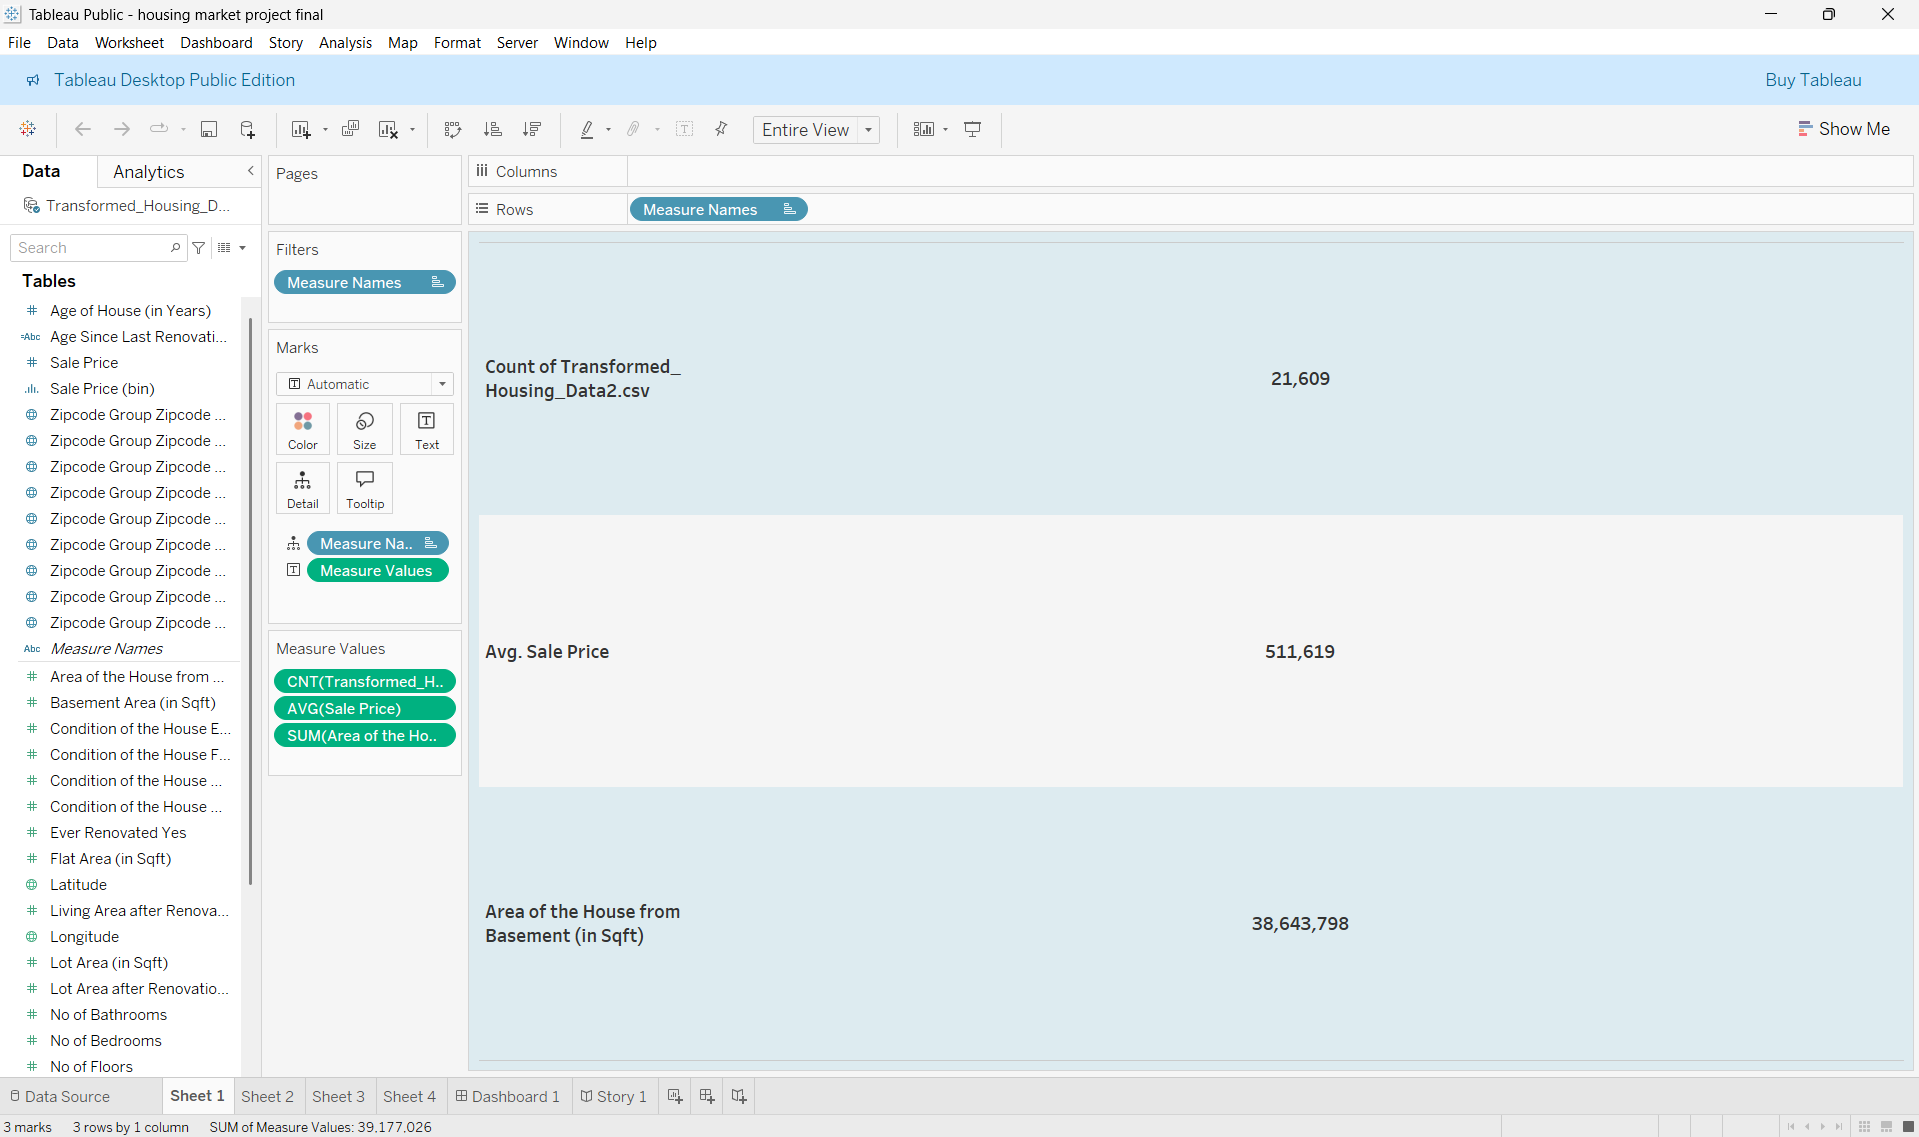 Tableau Public - housing market project final
File Data Worksheet Dashboard Story Analysis Map Format Server Window Help
Tableau Desktop Public Edition
Buy Tableau
Entire View
Show Me
Data
Analytics
Transformed_Housing_D...
Search
Tables
Age of House (in Years)
=Abc Age Since Last Renovati...
Sale Price
Sale Price (bin)
Zipcode Group Zipcode ...
Zipcode Group Zipcode ...
Zipcode Group Zipcode ...
Zipcode Group Zipcode ...
Zipcode Group Zipcode ...
Zipcode Group Zipcode ...
Zipcode Group Zipcode ...
Zipcode Group Zipcode ...
Zipcode Group Zipcode ...
Abc Measure Names
Area of the House from ...
Basement Area (in Sqft)
Condition of the House E...
Condition of the House F...
Condition of the House ...
Condition of the House ...
Ever Renovated Yes
Flat Area (in Sqft)
Latitude
Living Area after Renova...
Longitude
Lot Area (in Sqft)
Lot Area after Renovatio...
No of Bathrooms
No of Bedrooms
No of Floors
Pages
Filters
Measure Names
Marks
Automatic
Color
Size
Text
Detail
Tooltip
Measure Na..
Measure Values
Measure Values
CNT(Transformed_H..
AVG(Sale Price)
SUM(Area of the Ho..
Columns
Rows
Measure Names
Count of Transformed_
Housing_Data2.csv
21,609
Avg. Sale Price
511,619
Area of the House from
Basement (in Sqft)
38,643,798
Data Source
Sheet 1
Sheet 2
Sheet 3
Sheet 4
Dashboard 1
Story 1
3 marks
3 rows by 1 column
SUM of Measure Values: 39,177,026